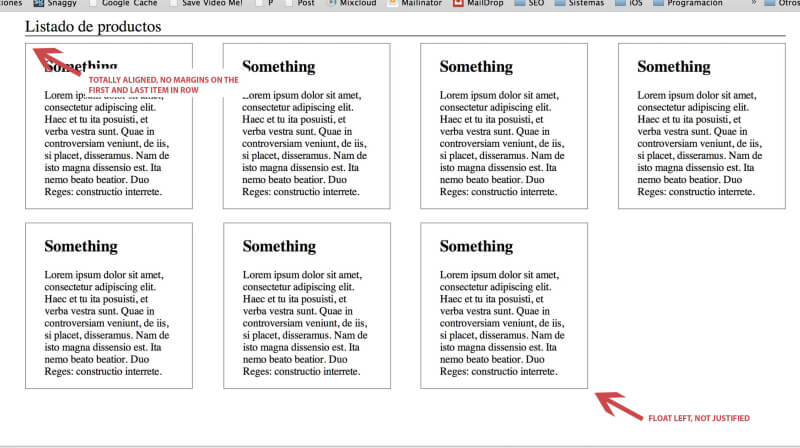 ciones Snaggy Google Cache Save Video Me! P Post Mixcloud Mailinator MailDrop SEO Sistemas iOS Programación » Otros
Listado de productos
Something
TOTALLY ALIGNED, NO MARGINS ON THE
FIRST AND LAST ITEM IN ROW
Lorem ipsum dolor sit amet,
consectetur adipiscing elit.
Haec et tu ita posuisti, et
verba vestra sunt. Quae in
controversiam veniunt, de iis,
si placet, disseramus. Nam de
isto magna dissensio est. Ita
nemo beato beatior. Duo
Reges: constructio interrete.
Something
Lorem ipsum dolor sit amet,
consectetur adipiscing elit.
Haec et tu ita posuisti, et
verba vestra sunt. Quae in
controversiam veniunt, de iis,
si placet, disseramus. Nam de
isto magna dissensio est. Ita
nemo beato beatior. Duo
Reges: constructio interrete.
Something
Lorem ipsum dolor sit amet,
consectetur adipiscing elit.
Haec et tu ita posuisti, et
verba vestra sunt. Quae in
controversiam veniunt, de iis,
si placet, disseramus. Nam de
isto magna dissensio est. Ita
nemo beato beatior. Duo
Reges: constructio interrete.
Something
Lorem ipsum dolor sit amet,
consectetur adipiscing elit.
Haec et tu ita posuisti, et
verba vestra sunt. Quae in
controversiam veniunt, de iis,
si placet, disseramus. Nam de
isto magna dissensio est. Ita
nemo beato beatior. Duo
Reges: constructio interrete.
Something
Lorem ipsum dolor sit amet,
consectetur adipiscing elit.
Haec et tu ita posuisti, et
verba vestra sunt. Quae in
controversiam veniunt, de iis,
si placet, disseramus. Nam de
isto magna dissensio est. Ita
nemo beato beatior. Duo
Reges: constructio interrete.
Something
Lorem ipsum dolor sit amet,
consectetur adipiscing elit.
Haec et tu ita posuisti, et
verba vestra sunt. Quae in
controversiam veniunt, de iis,
si placet, disseramus. Nam de
isto magna dissensio est. Ita
nemo beato beatior. Duo
Reges: constructio interrete.
Something
Lorem ipsum dolor sit amet,
consectetur adipiscing elit.
Haec et tu ita posuisti, et
verba vestra sunt. Quae in
controversiam veniunt, de iis,
si placet, disseramus. Nam de
isto magna dissensio est. Ita
nemo beato beatior. Duo
Reges: constructio interrete.
FLOAT LEFT, NOT JUSTIFIED